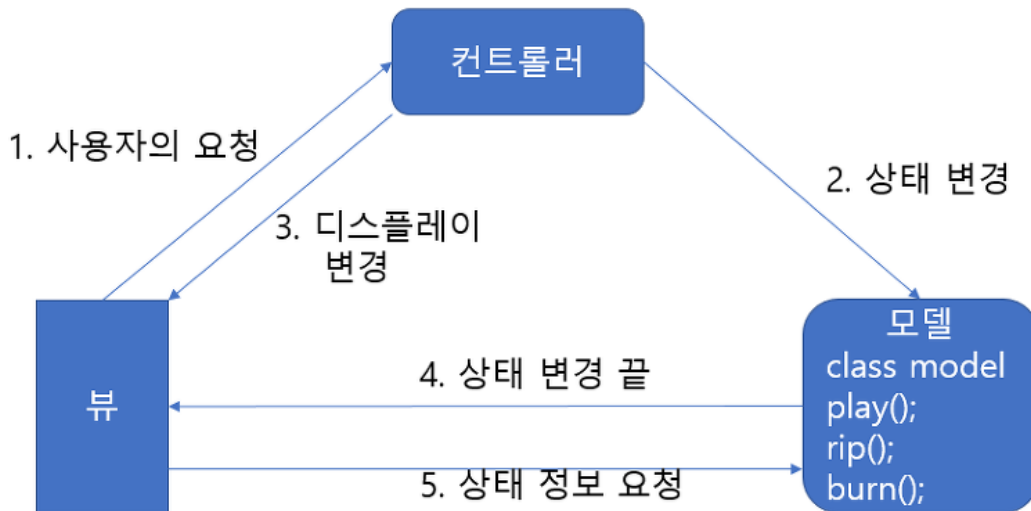 컨트롤러
1. 사용자의 요청
2. 상태 변경
3. 디스플레이
변경
모델
class model
play();
rip();
burn();
뷰
4. 상태 변경 끝
5. 상태 정보 요청